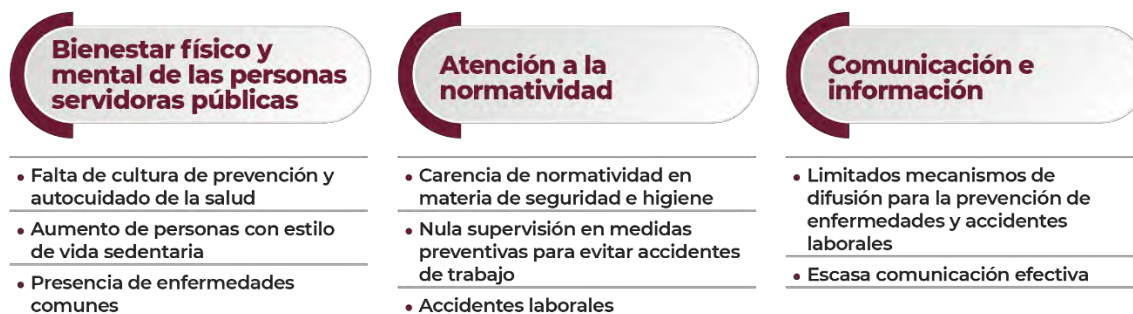 Bienestar físico y
mental de las personas
servidoras públicas
• Falta de cultura de prevención y
autocuidado de la salud
• Aumento de personas con estilo
de vida sedentaria
• Presencia de enfermedades
comunes
Atención a la
normatividad
• Carencia de normatividad en
materia de seguridad e higiene
• Nula supervisión en medidas
preventivas para evitar accidentes
de trabajo
• Accidentes laborales
Comunicación e
información
• Limitados mecanismos de
difusión para la prevención de
enfermedades y accidentes
laborales
• Escasa comunicación efectiva